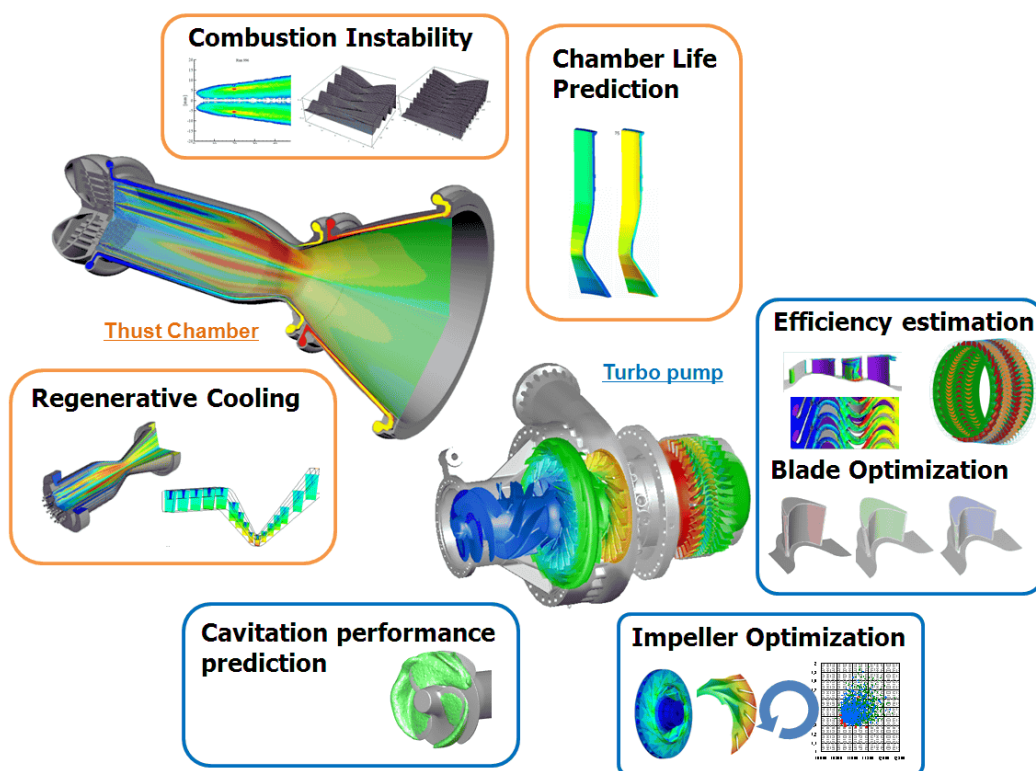 Combustion Instability
Chamber Life
Prediction
Thust Chamber
Efficiency estimation
Turbo pump
Regenerative Cooling
Blade Optimization
Cavitation performance
prediction
Impeller Optimization